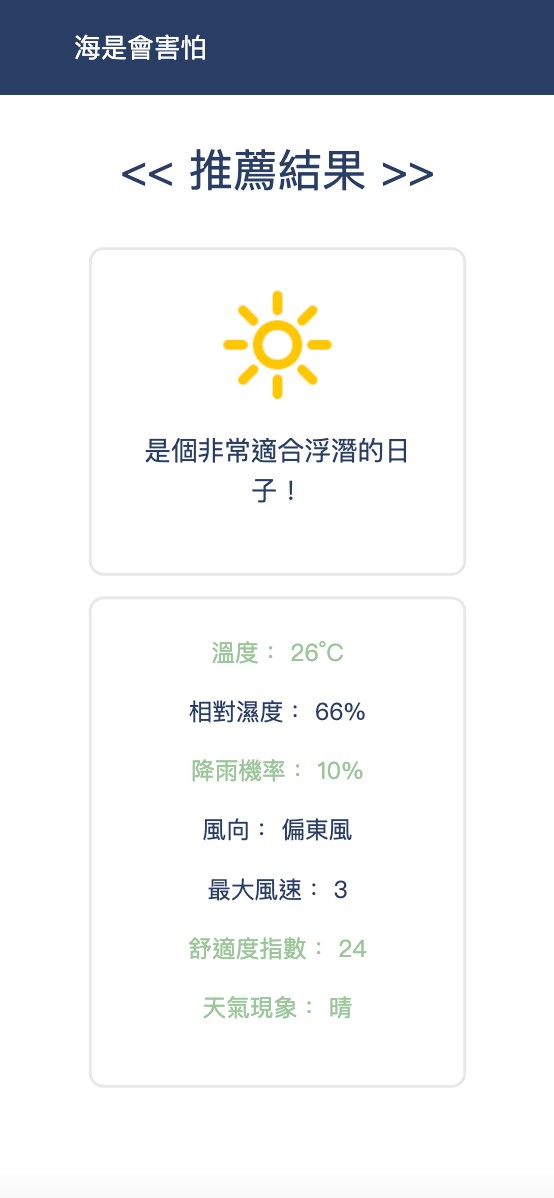 海是會害怕
<< 推薦結果 >>
是個非常適合浮潛的日
子！
溫度： 26°C
相對濕度： 66%
降雨機率： 10%
風向： 偏東風
最大風速： 3
舒適度指數： 24
天氣現象： 晴